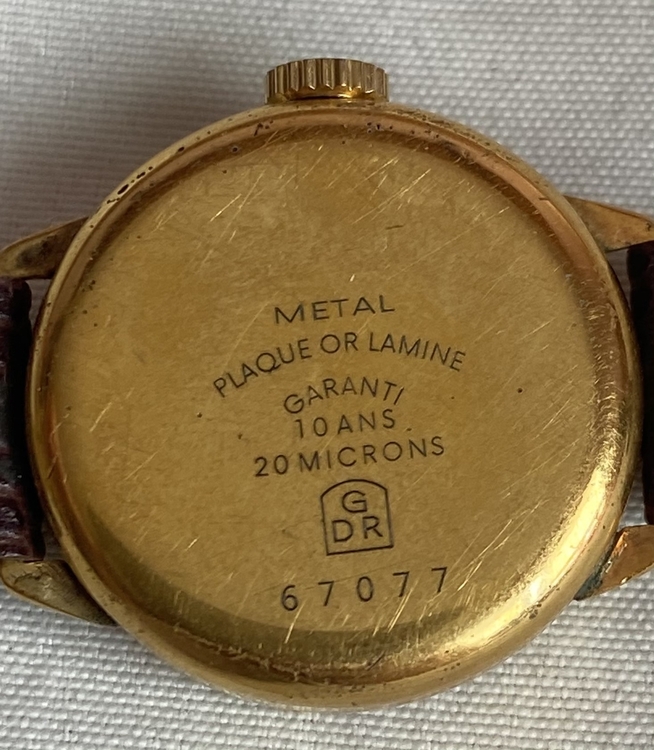 METAL
PLAQUE OR LAMINE
GARANTI
10 ANS.
20 MICRONS
G
DR
67077